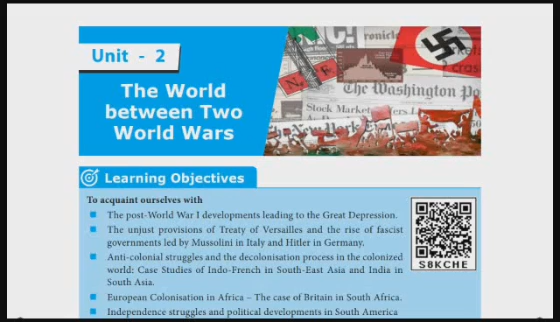 Unit - 2
The World
between Two
World Wars
The Washington Po
Stock Market
Learning Objectives
To acquaint ourselves with
The post-World War I developments leading to the Great Depression.
The unjust provisions of Treaty of Versailles and the rise of fascist
governments led by Mussolini in Italy and Hitler in Germany.
Anti-colonial struggles and the decolonisation process in the colonized
world: Case Studies of Indo-French in South-East Asia and India in
South Asia.
European Colonisation in Africa – The case of Britain in South Africa.
Independence struggles and political developments in South America
S8KCHE